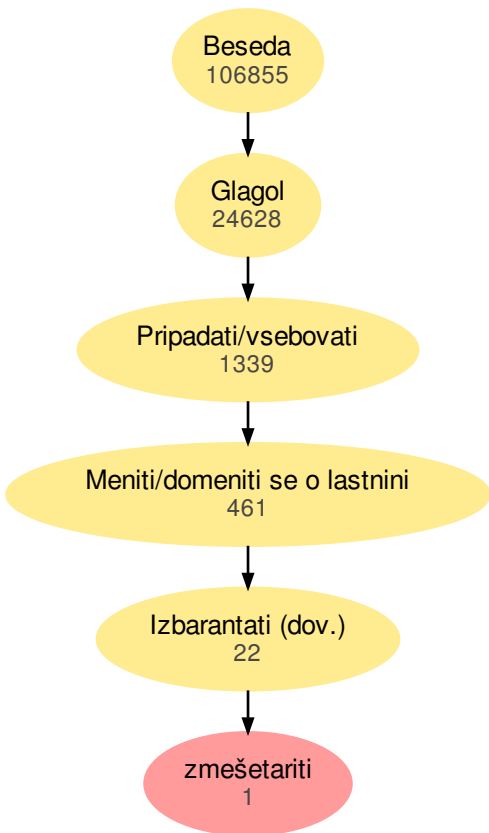 Beseda
106855
Glagol
24628
Pripadati/vsebovati
1339
Meniti/domeniti se o lastnini
461
Izbarantati (dov.)
22
zmešetariti
1